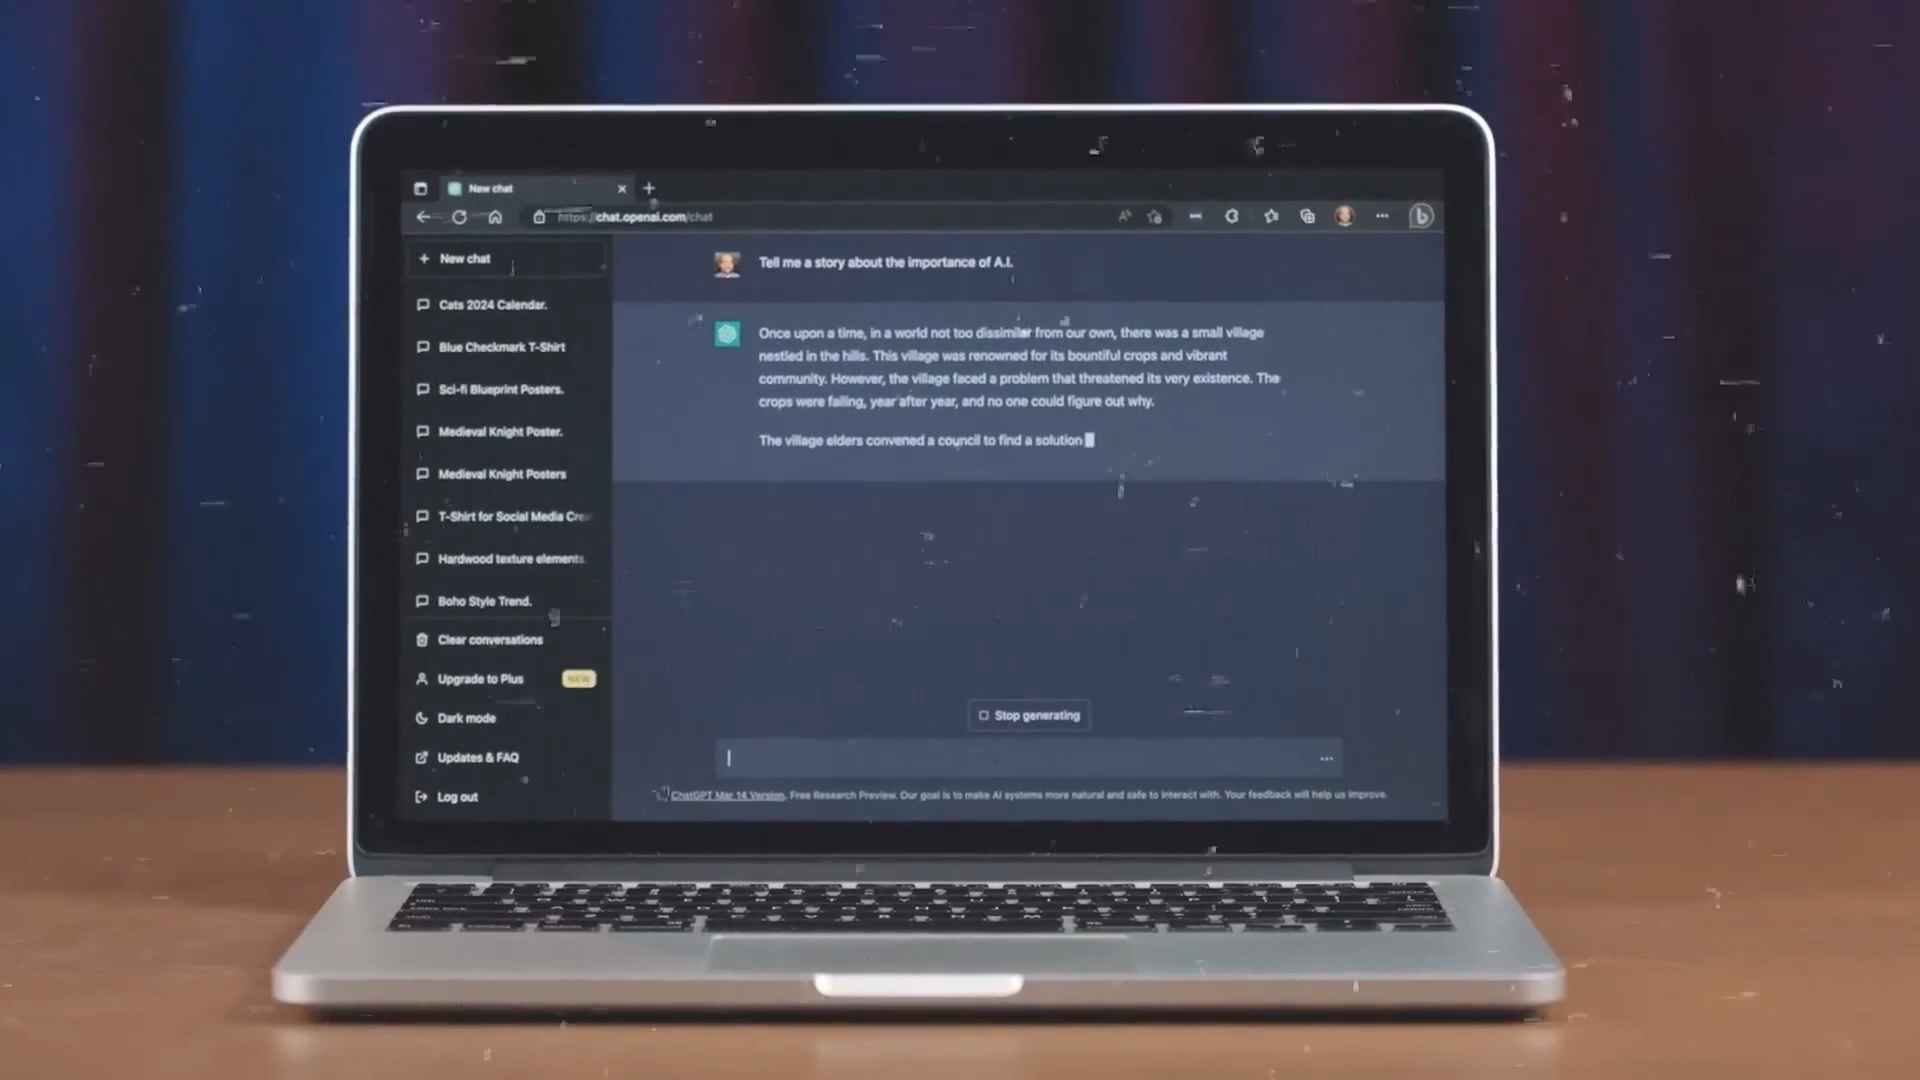 New chat
https://chat.openai.com/chat
New chat
Cats 2024 Calendar.
Blue Checkmark T-Shirt
Sci-fi Blueprint Posters.
Medieval Knight Poster.
Medieval Knight Posters
T-Shirt for Social Media Cre
Hardwood texture elements.
Boho Style Trend.
Clear conversations
Upgrade to Plus NEW
Dark mode
Updates & FAQ
Log out
Tell me a story about the importance of A.I.
Once upon a time, in a world not too dissimilar from our own, there was a small village
nestled in the hills. This village was renowned for its bountiful crops and vibrant
community. However, the village faced a problem that threatened its very existence. The
crops were failing, year after year, and no one could figure out why.
The village elders convened a council to find a solution
Stop generating
ChatGPT Mar 14 Version. Free Research Preview. Our goal is to make AI systems more natural and safe to interact with. Your feedback will help us improve.